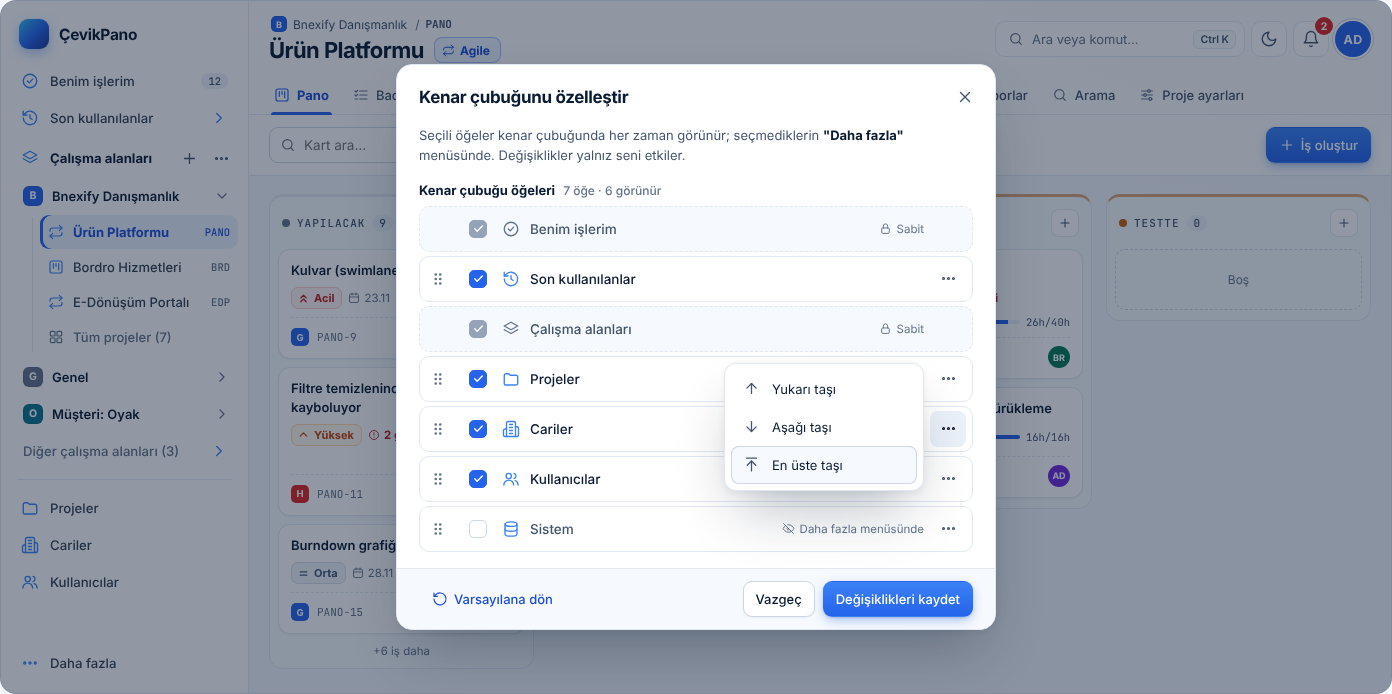 ÇevikPano
Benim işlerim 12
Son kullanılanlar
Çalışma alanları
B Bnexify Danışmanlık
Ürün Platformu PANO
Bordro Hizmetleri BRD
E-Dönüşüm Portalı EDP
Tüm projeler (7)
G Genel
O Müşteri: Oyak
Diğer çalışma alanları (3)
Projeler
Cariler
Kullanıcılar
Daha fazla
B Bnexify Danışmanlık / PANO
Ürün Platformu Agile
Ara veya komut... Ctrl K
2
AD
Pano
Arama
Proje ayarları
Kart ara...
+ İş oluştur
YAPILACAK 9
Kulvar (swimlane
Acil 23.11
G PANO-9
Filtre temizlenince
kayboluyor
Yüksek
H PANO-11
Burndown grafiğ
Orta 28.11
G PANO-15
+6 iş daha
26h/40h
BR
16h/16h
AD
TESTTE 0
Boş
Kenar çubuğunu özelleştir
Seçili öğeler kenar çubuğunda her zaman görünür; seçmediklerin "Daha fazla"
menüsünde. Değişiklikler yalnız seni etkiler.
Kenar çubuğu öğeleri 7 öğe · 6 görünür
Benim işlerim Sabit
Son kullanılanlar
Çalışma alanları Sabit
Projeler
Cariler
Kullanıcılar
Sistem Daha fazla menüsünde
Yukarı taşı
Aşağı taşı
En üste taşı
Varsayılana dön
Vazgeç
Değişiklikleri kaydet